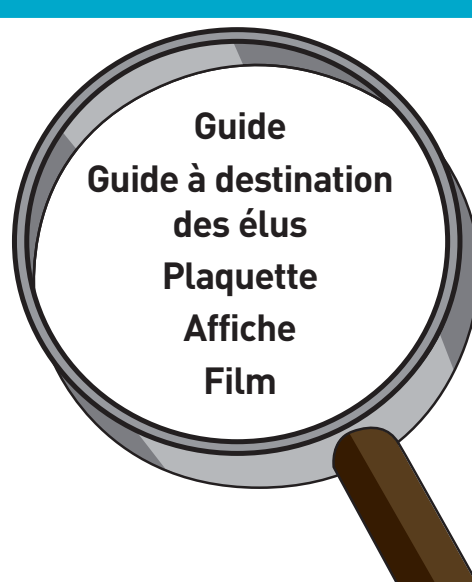 Guide
Guide à destination
des élus
Plaquette
Affiche
Film